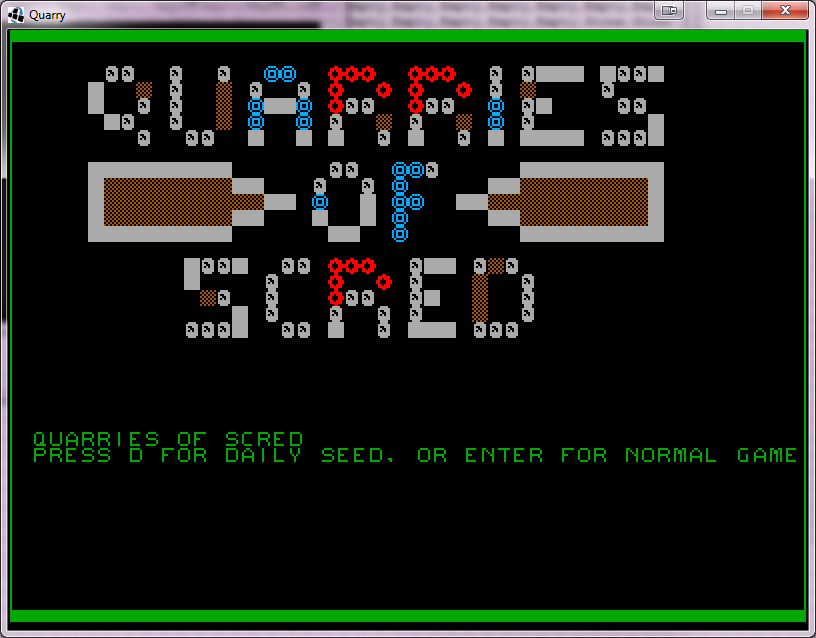 Quarry
QUARRIES
OF
SCRED
QUARRIES OF SCRED
PRESS D FOR DAILY SEED, OR ENTER FOR NORMAL GAME